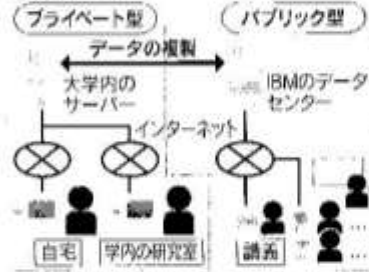 プライベート型
パブリック型
データの複製
大学内の
サーバー
IBMのデータ
センター
インターネット
自宅
学内の研究室
講義